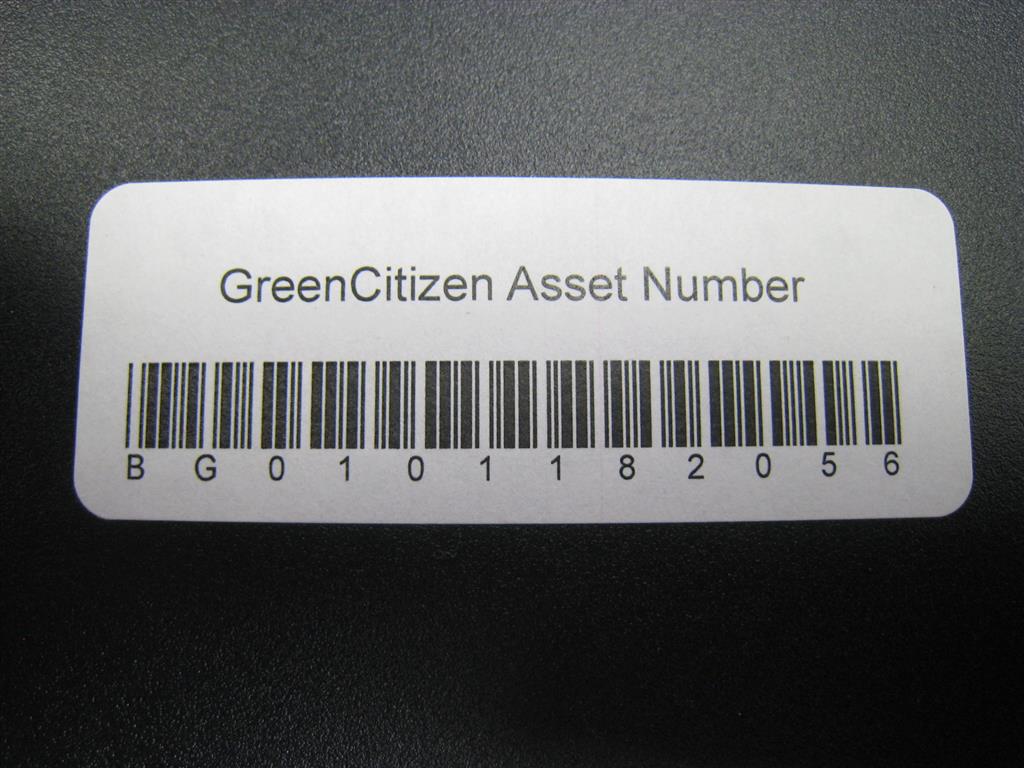 GreenCitizen Asset Number
B G 0 1 0 1 1 8 2 0 5 6